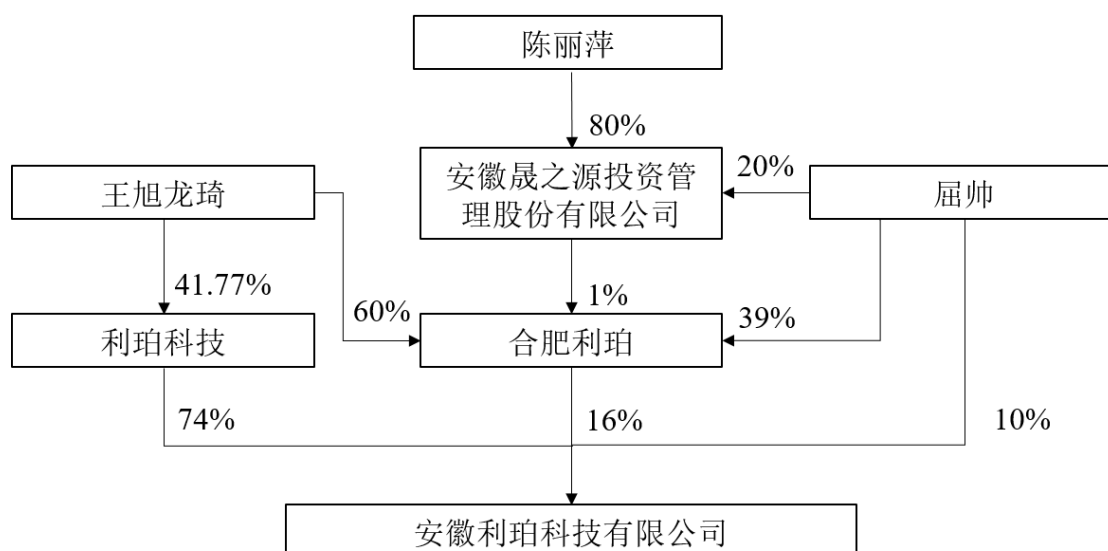 陈丽萍
80%
安徽晟之源投资管
理股份有限公司
20%
王旭龙琦
屈帅
41.77%
1%
60%
39%
利珀科技
合肥利珀
74%
16%
10%
安徽利珀科技有限公司